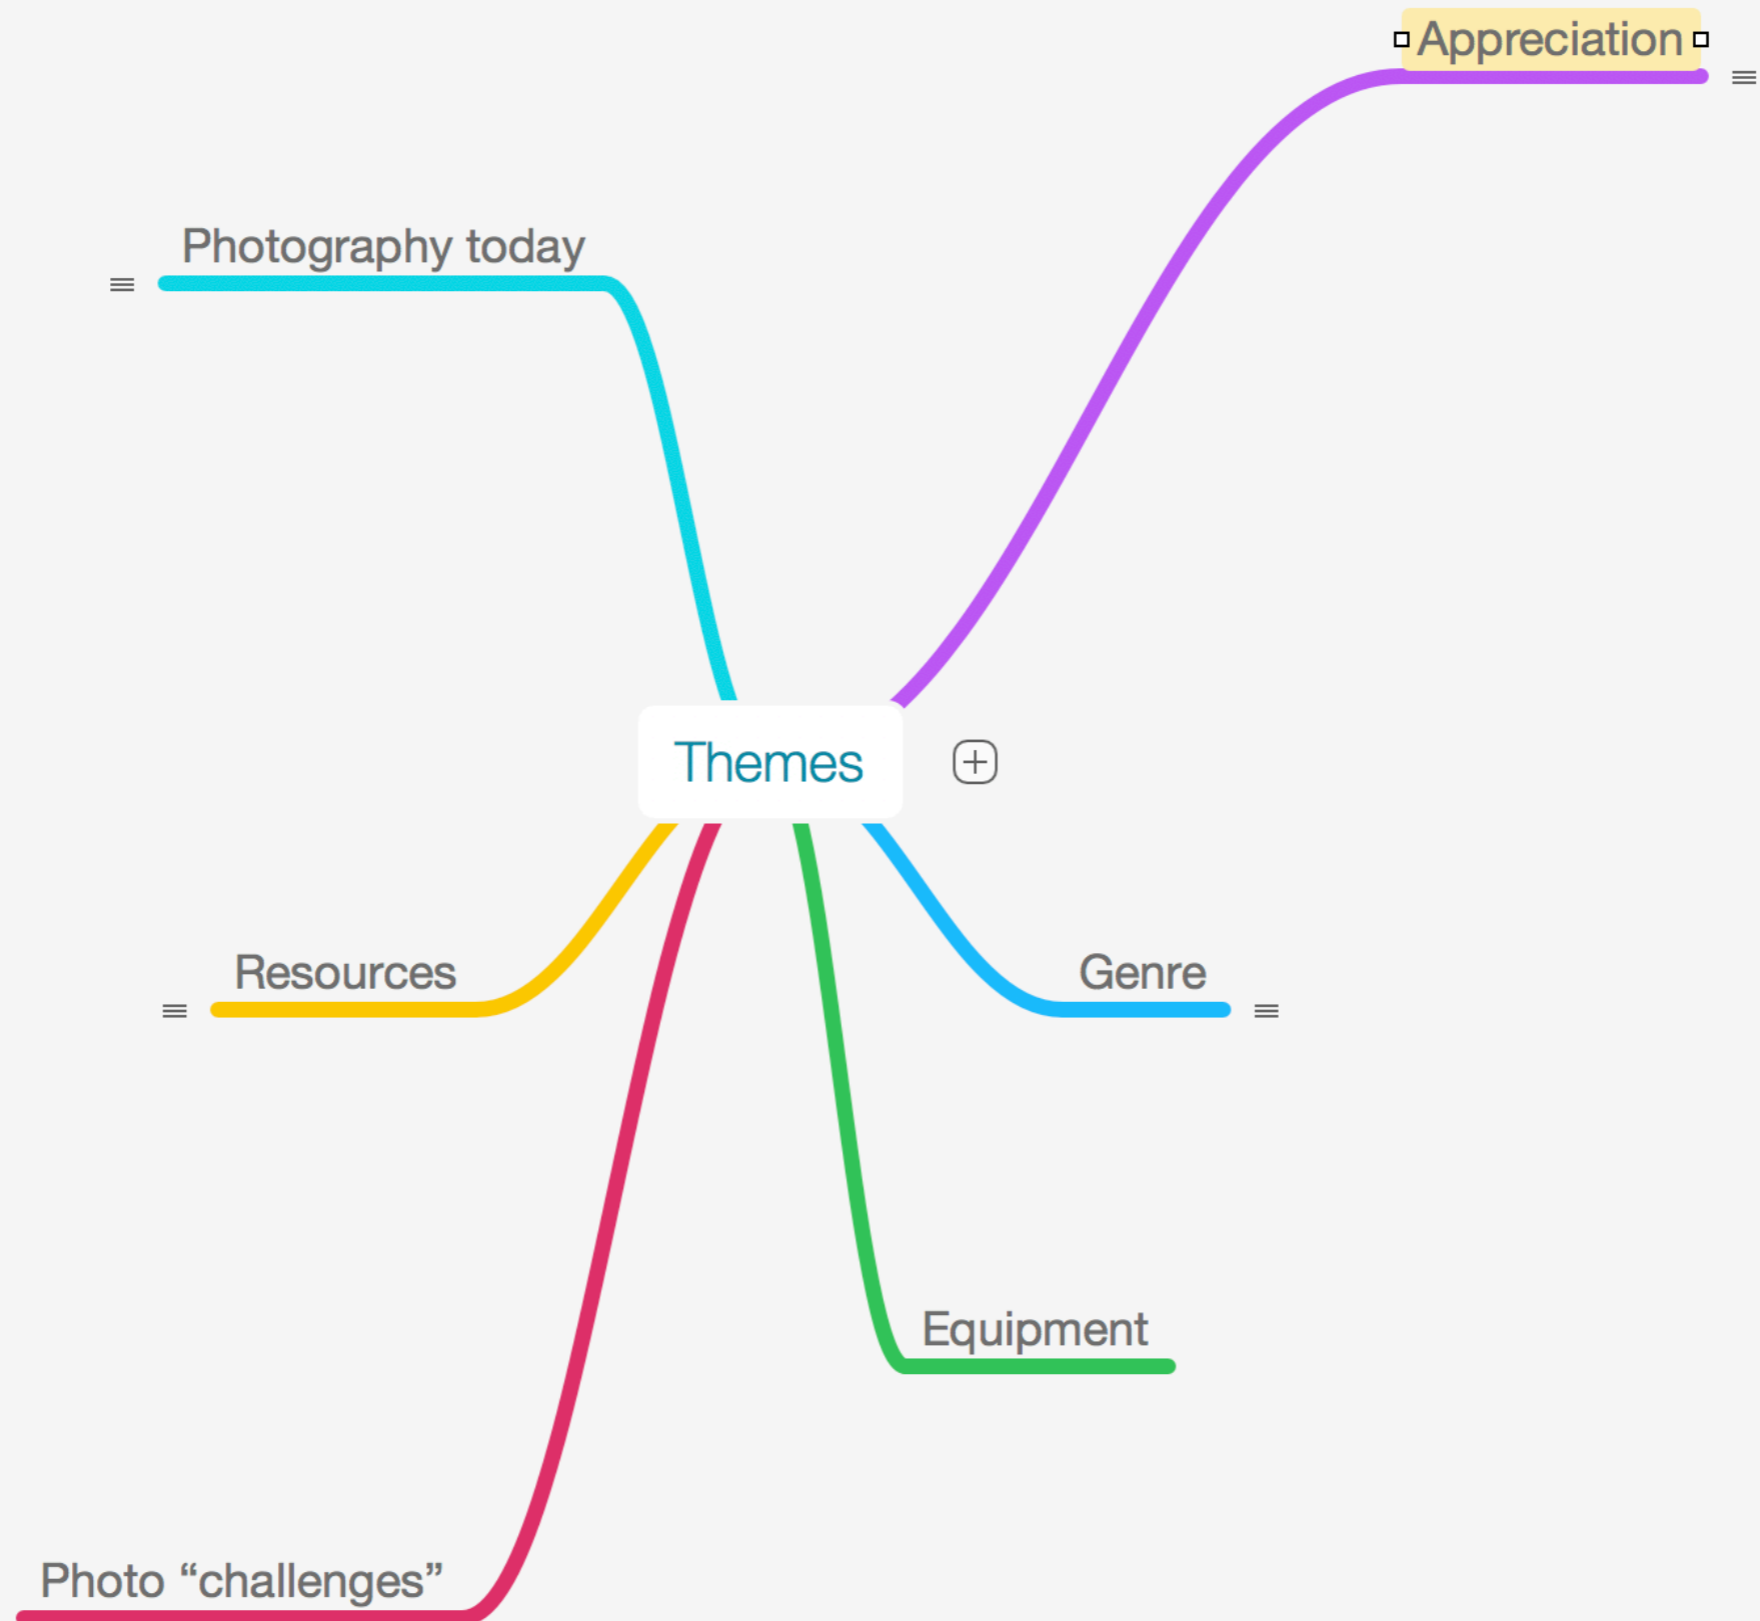 Appreciation
Photography today
Themes
Resources
Genre
Equipment
Photo “challenges”